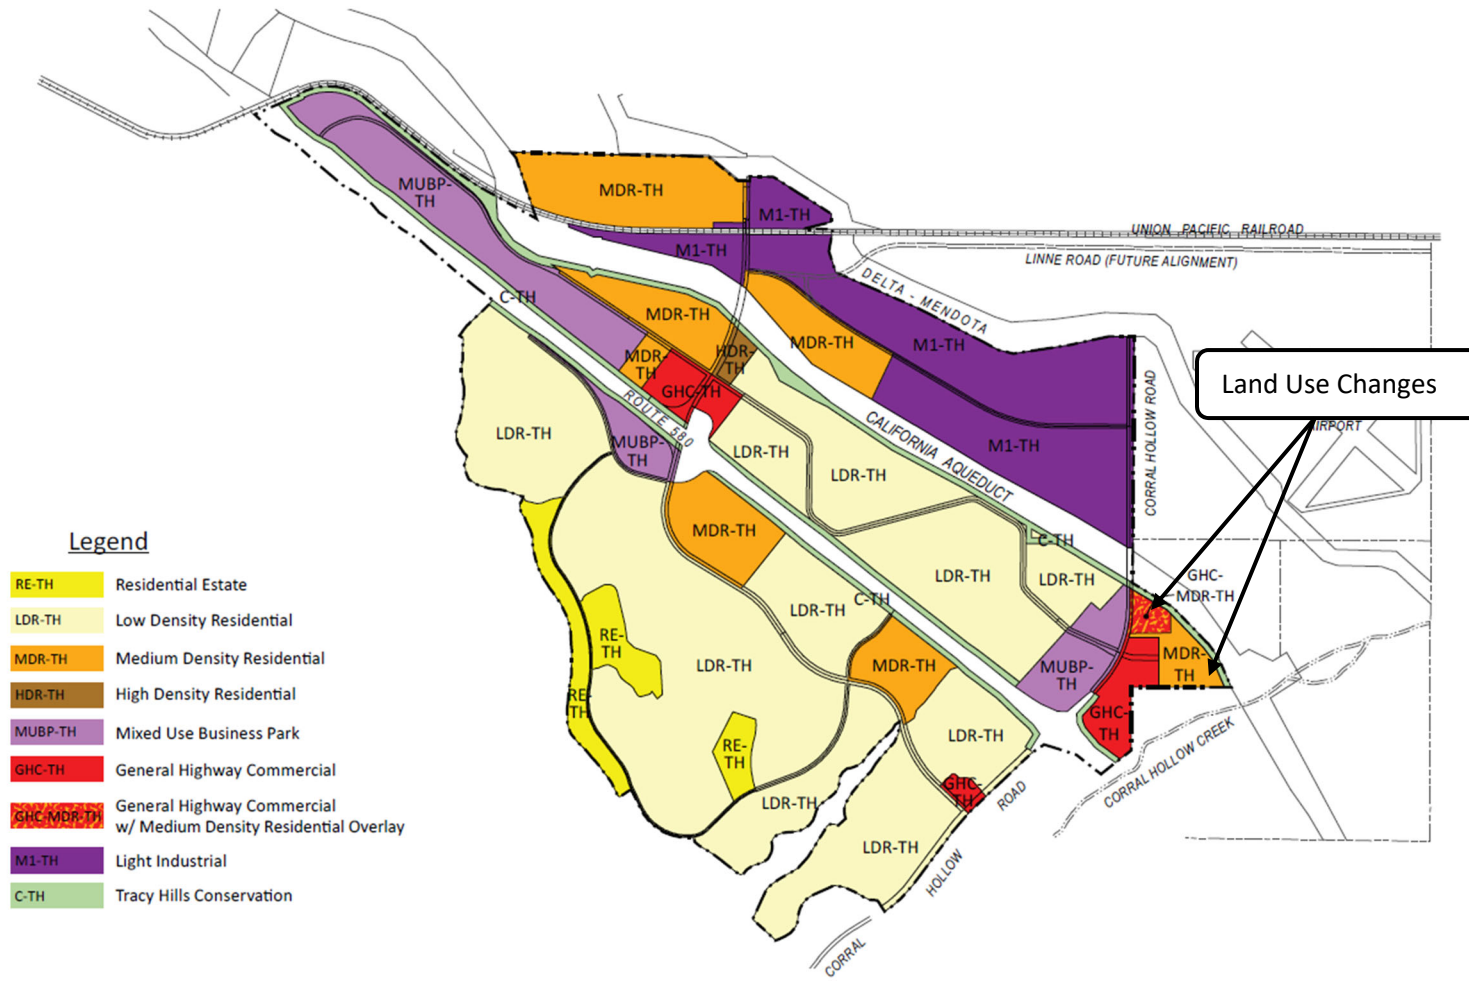 MDR-TH
MUBP-
TH
M1-TH
UNION PACIFIC RAILROAD
M1-TH
LINNE ROAD (FUTURE ALIGNMENT)
DELTA - MENDOTA
C-TH
MDR-TH
MDR-TH
M1-TH
HDR-
TH
MDR-
TH
GHC-TH
Land Use Changes
ROUTE 580
CORRAL HOLLOW ROAD
AIRPORT
LDR-TH
MUBP-
TH
LDR-TH
CALIFORNIA AQUEDUCT
M1-TH
LDR-TH
MDR-TH
C-TH
LDR-TH
LDR-TH
GHC-
MDR-TH
LDR-TH
C-TH
RE-
TH
LDR-TH
MDR-TH
MUBP-
TH
MDR-
TH
RE-
TH
GHC-
TH
LDR-TH
RE-
TH
CORRAL HOLLOW CREEK
GHC-
TH
LDR-TH
ROAD
LDR-TH
HOLLOW
CORRAL
Legend
RE-TH Residential Estate
LDR-TH Low Density Residential
MDR-TH Medium Density Residential
HDR-TH High Density Residential
MUBP-TH Mixed Use Business Park
GHC-TH General Highway Commercial
GHC-MDR-TH General Highway Commercial
w/ Medium Density Residential Overlay
M1-TH Light Industrial
C-TH Tracy Hills Conservation